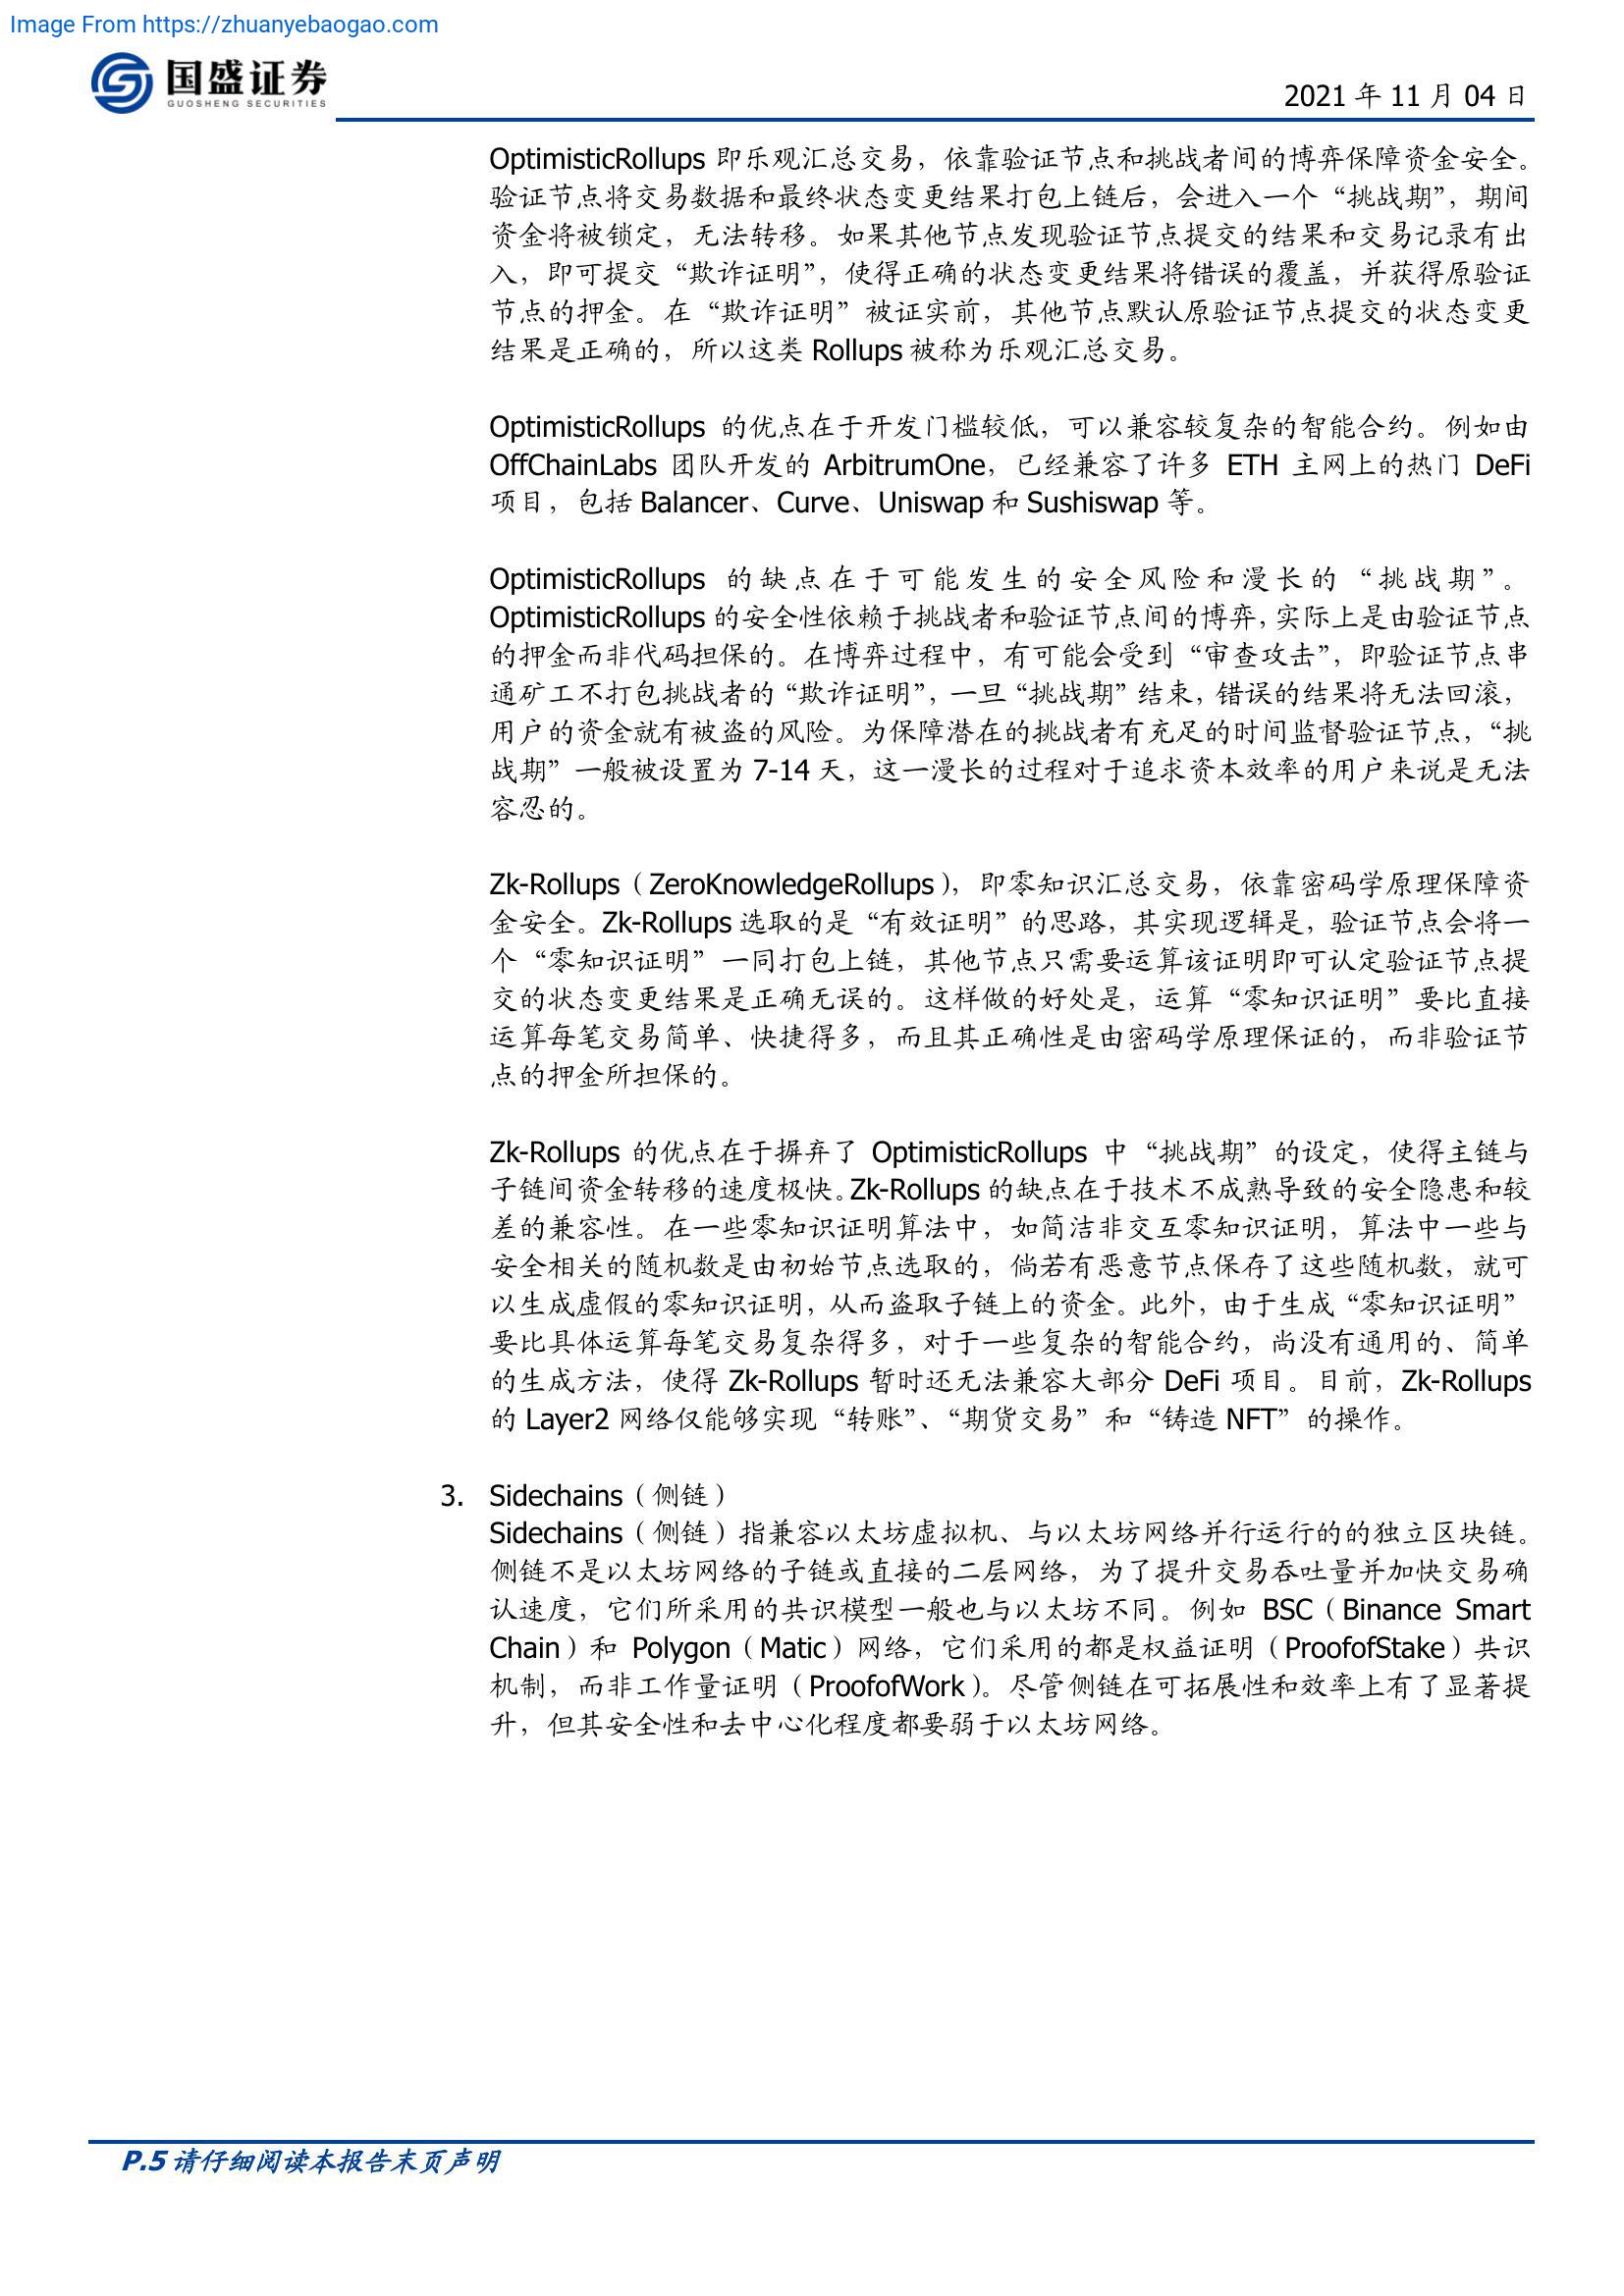 Image From https://zhuanyebaogao.com
国盛证券
GUOSHENG SECURITIES
2021 年 11 月 04 日
OptimisticRollups 即乐观汇总交易，依靠验证节点和挑战者间的博弈保障资金安全。
验证节点将交易数据和最终状态变更结果打包上链后，会进入一个“挑战期”，期间
资金将被锁定，无法转移。如果其他节点发现验证节点提交的结果和交易记录有出
入，即可提交“欺诈证明”，使得正确的状态变更结果将错误的覆盖，并获得原验证
节点的押金。在“欺诈证明”被证实前，其他节点默认原验证节点提交的状态变更
结果是正确的，所以这类 Rollups 被称为乐观汇总交易。
OptimisticRollups 的优点在于开发门槛较低，可以兼容较复杂的智能合约。例如由
OffChainLabs 团队开发的 ArbitrumOne，已经兼容了许多 ETH 主网上的热门 DeFi
项目，包括 Balancer、Curve、Uniswap 和 Sushiswap 等。
OptimisticRollups 的缺点在于可能发生的安全风险和漫长的“挑战期”。
OptimisticRollups 的安全性依赖于挑战者和验证节点间的博弈，实际上是由验证节点
的押金而非代码担保的。在博弈过程中，有可能会受到“审查攻击”，即验证节点串
通矿工不打包挑战者的“欺诈证明”，一旦“挑战期”结束，错误的结果将无法回滚，
用户的资金就有被盗的风险。为保障潜在的挑战者有充足的时间监督验证节点，“挑
战期”一般被设置为 7-14 天，这一漫长的过程对于追求资本效率的用户来说是无法
容忍的。
Zk-Rollups（ZeroKnowledgeRollups），即零知识汇总交易，依靠密码学原理保障资
金安全。Zk-Rollups 选取的是“有效证明”的思路，其实现逻辑是，验证节点会将一
个“零知识证明”一同打包上链，其他节点只需要运算该证明即可认定验证节点提
交的状态变更结果是正确无误的。这样做的好处是，运算“零知识证明”要比直接
运算每笔交易简单、快捷得多，而且其正确性是由密码学原理保证的，而非验证节
点的押金所担保的。
Zk-Rollups 的优点在于摒弃了 OptimisticRollups 中“挑战期”的设定，使得主链与
子链间资金转移的速度极快。Zk-Rollups 的缺点在于技术不成熟导致的安全隐患和较
差的兼容性。在一些零知识证明算法中，如简洁非交互零知识证明，算法中一些与
安全相关的随机数是由初始节点选取的，倘若有恶意节点保存了这些随机数，就可
以生成虚假的零知识证明，从而盗取子链上的资金。此外，由于生成“零知识证明”
要比具体运算每笔交易复杂得多，对于一些复杂的智能合约，尚没有通用的、简单
的生成方法，使得 Zk-Rollups 暂时还无法兼容大部分 DeFi 项目。目前，Zk-Rollups
的 Layer2 网络仅能够实现“转账”、“期货交易”和“铸造 NFT”的操作。
3. Sidechains（侧链）
Sidechains（侧链）指兼容以太坊虚拟机、与以太坊网络并行运行的的独立区块链。
侧链不是以太坊网络的子链或直接的二层网络，为了提升交易吞吐量并加快交易确
认速度，它们所采用的共识模型一般也与以太坊不同。例如 BSC（Binance Smart
Chain）和 Polygon（Matic）网络，它们采用的都是权益证明（ProofofStake）共识
机制，而非工作量证明（ProofofWork）。尽管侧链在可拓展性和效率上有了显著提
升，但其安全性和去中心化程度都要弱于以太坊网络。
P.5 请仔细阅读本报告末页声明